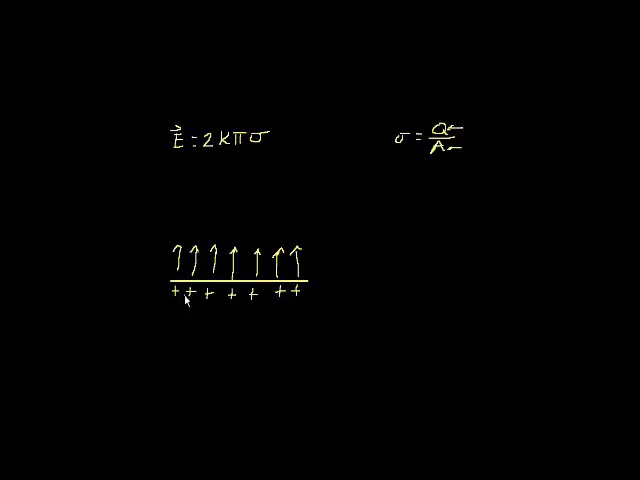 E⃗ = 2Kπσ
σ = Q/A
+ + + + + + +